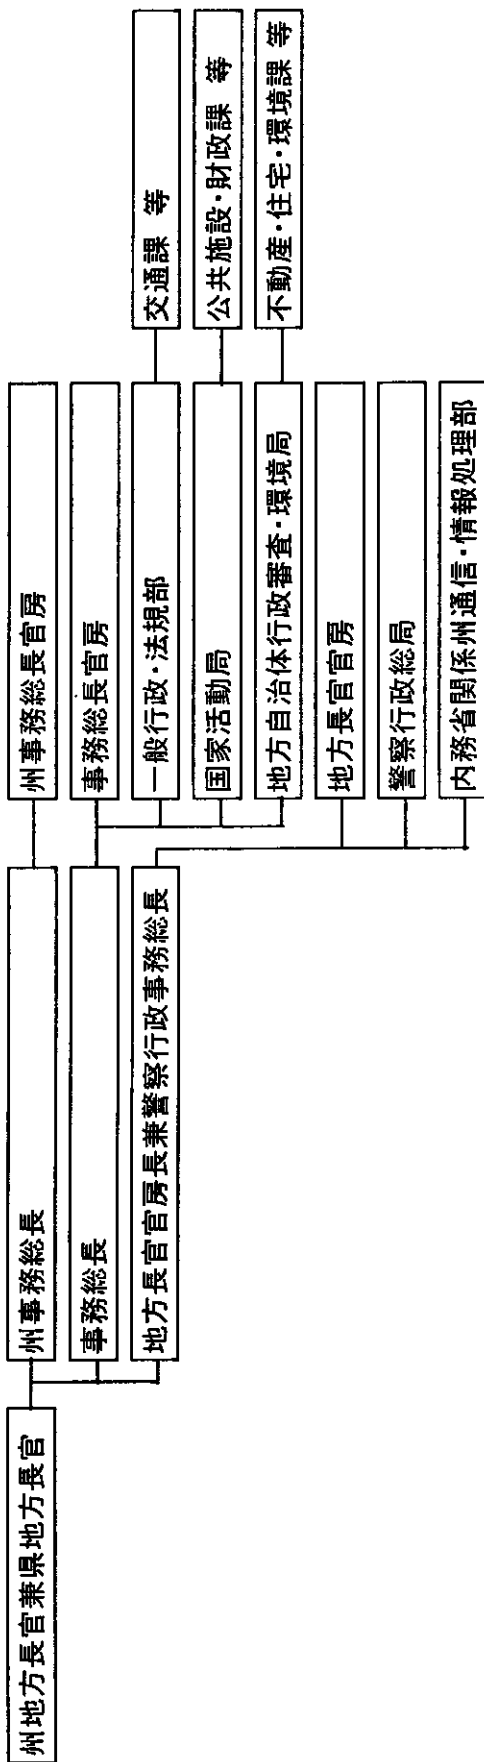 州地方長官兼県地方長官
州事務総長
州事務総長官房
事務総長
事務総長官房
一般行政・法規部
交通課 等
国家活動局
公共施設・財政課 等
地方自治体行政審査・環境局
不動産・住宅・環境課 等
地方長官官房長兼警察行政事務総長
地方長官官房
警察行政総局
内務省関係州通信・情報処理部